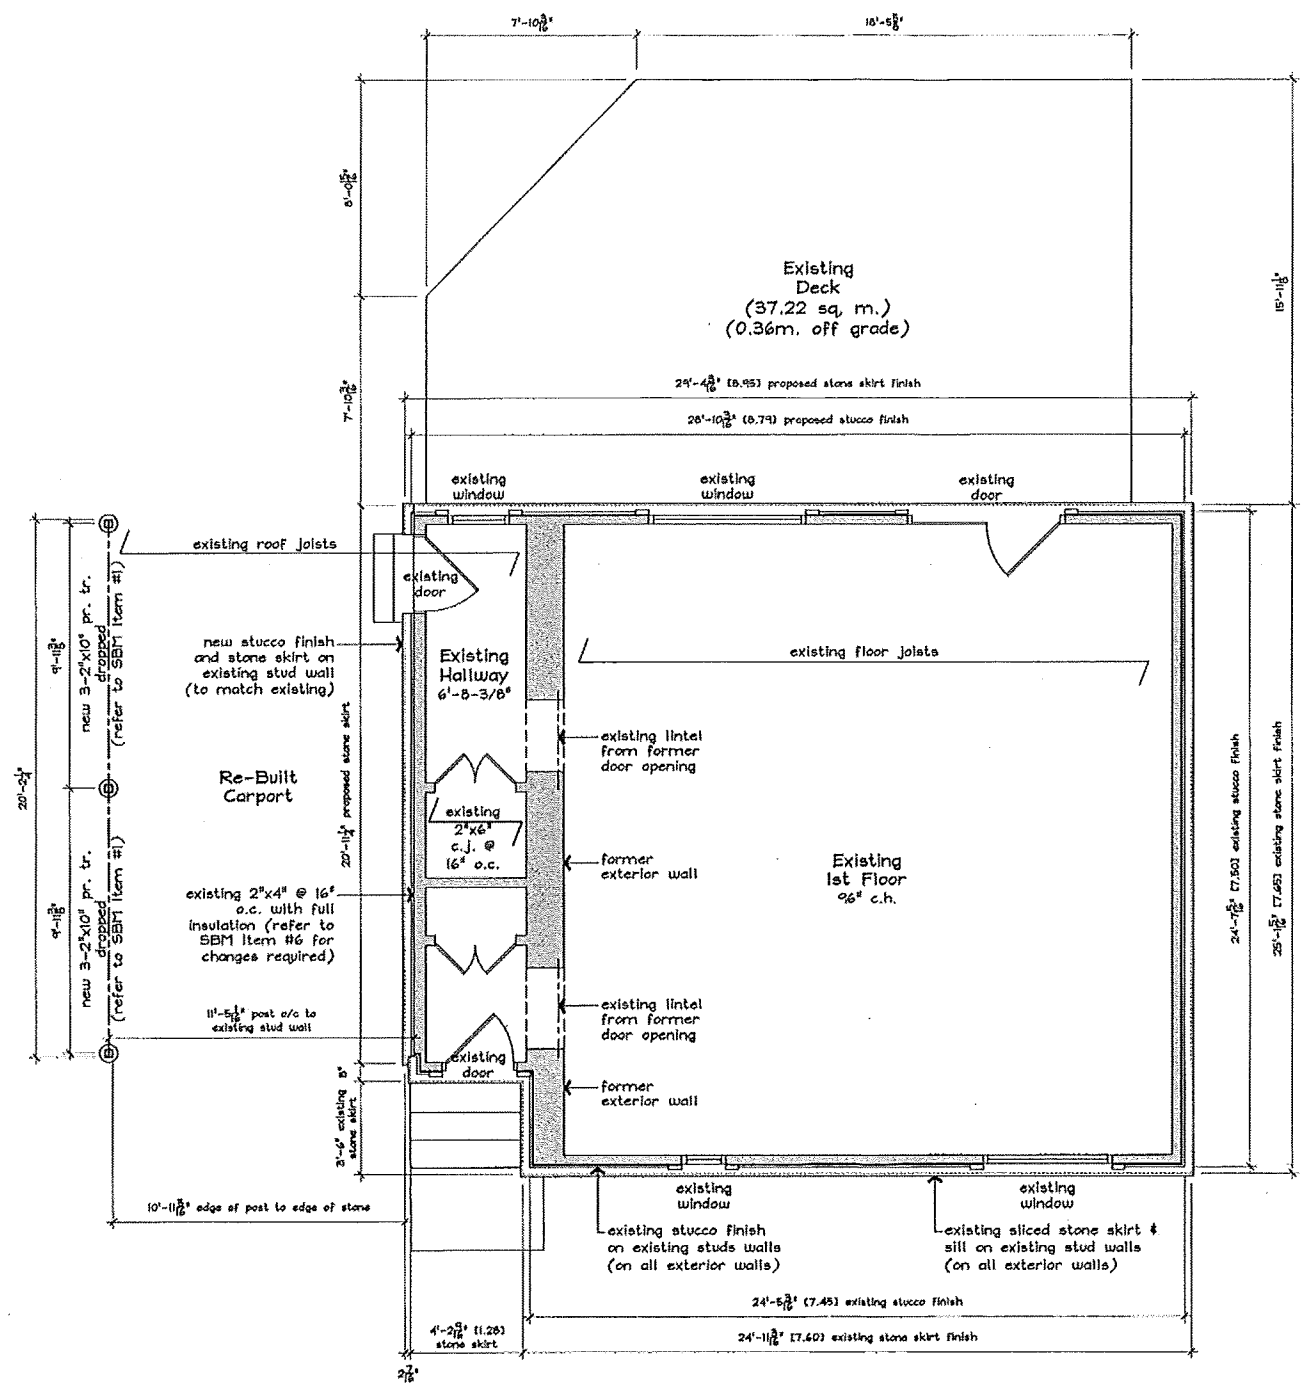 7'-10 3/16"
18'-5 5/8"
8'-0 15/16"
15'-11 1/8"
Existing
Deck
(37.22 sq. m.)
(0.36m. off grade)
7'-10 3/16"
29'-4 3/16" [8.95] proposed stone skirt finish
28'-10 3/16" [8.79] proposed stucco finish
existing
window
existing
window
existing
door
existing roof joists
existing
door
new 3-2"x10" pr. tr.
dropped
(refer to SBM Item #1)
9'-11 3/8"
20'-2 1/4"
new stucco finish
and stone skirt on
existing stud wall
(to match existing)
Existing
Hallway
6'-8-3/8"
existing floor joists
existing lintel
from former
door opening
Re-Built
Carport
20'-11 1/2" proposed stone skirt
existing
2"x6"
c.j. @
16" o.c.
former
exterior wall
Existing
1st Floor
96" c.h.
24'-7 5/16" [7.50] existing stucco finish
25'-1 5/16" [7.65] existing stone skirt finish
existing 2"x4" @ 16"
o.c. with full
insulation (refer to
SBM Item #6 for
changes required)
new 3-2"x10" pr. tr.
dropped
(refer to SBM Item #1)
9'-11 3/8"
existing lintel
from former
door opening
11'-5 1/16" post o/c to
existing stud wall
existing
door
former
exterior wall
8"
3'-6" existing
stone skirt
10'-11 3/16" edge of post to edge of stone
existing
window
existing
window
existing stucco finish
on existing studs walls
(on all exterior walls)
existing sliced stone skirt &
sill on existing stud walls
(on all exterior walls)
24'-5 3/16" [7.45] existing stucco finish
4'-2 9/16" [1.28]
stone skirt
24'-11 3/16" [7.60] existing stone skirt finish
2 7/16"